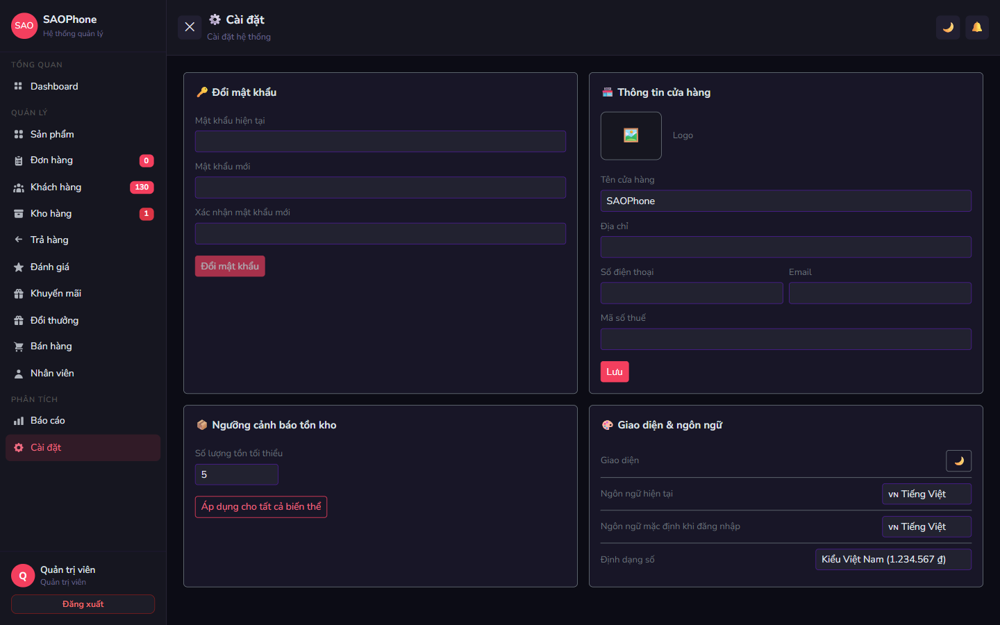 SAO
SAOPhone
Hệ thống quản lý
TỔNG QUAN
Dashboard
QUẢN LÝ
Sản phẩm
Đơn hàng
0
Khách hàng
130
Kho hàng
1
Trả hàng
Đánh giá
Khuyến mãi
Đổi thưởng
Bán hàng
Nhân viên
PHÂN TÍCH
Báo cáo
Cài đặt
Q
Quản trị viên
Quản trị viên
Đăng xuất
Cài đặt
Cài đặt hệ thống
Đổi mật khẩu
Mật khẩu hiện tại
Mật khẩu mới
Xác nhận mật khẩu mới
Đổi mật khẩu
Thông tin cửa hàng
Logo
Tên cửa hàng
SAOPhone
Địa chỉ
Số điện thoại
Email
Mã số thuế
Lưu
Ngưỡng cảnh báo tồn kho
Số lượng tồn tối thiểu
5
Áp dụng cho tất cả biến thể
Giao diện & ngôn ngữ
Giao diện
Ngôn ngữ hiện tại
VN Tiếng Việt
Ngôn ngữ mặc định khi đăng nhập
VN Tiếng Việt
Định dạng số
Kiểu Việt Nam (1.234.567 ₫)